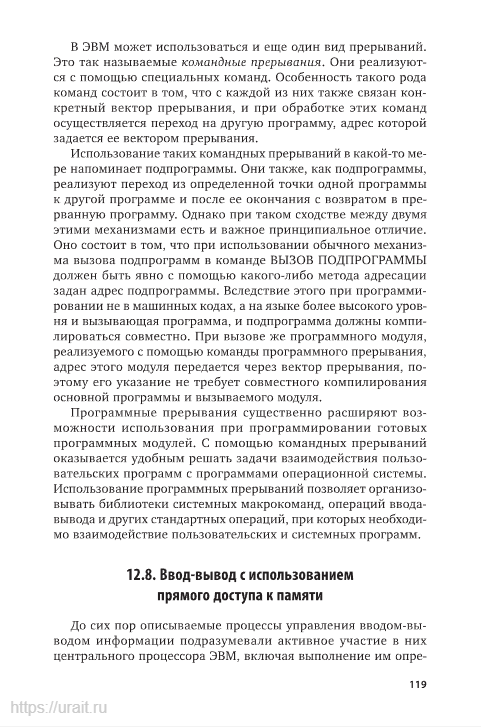 В ЭВМ может использоваться и еще один вид прерываний.
Это так называемые командные прерывания. Они реализуют-
ся с помощью специальных команд. Особенность такого рода
команд состоит в том, что с каждой из них также связан кон-
кретный вектор прерывания, и при обработке этих команд
осуществляется переход на другую программу, адрес которой
задается ее вектором прерывания.
Использование таких командных прерываний в какой-то ме-
ре напоминает подпрограммы. Они также, как подпрограммы,
реализуют переход из определенной точки одной программы
к другой программе и после ее окончания с возвратом в пре-
рванную программу. Однако при таком сходстве между двумя
этими механизмами есть и важное принципиальное отличие.
Оно состоит в том, что при использовании обычного механиз-
ма вызова подпрограмм в команде ВЫЗОВ ПОДПРОГРАММЫ
должен быть явно с помощью какого-либо метода адресации
задан адрес подпрограммы. Вследствие этого при программи-
ровании не в машинных кодах, а на языке более высокого уров-
ня и вызывающая программа, и подпрограмма должны компи-
лироваться совместно. При вызове же программного модуля,
реализуемого с помощью команды программного прерывания,
адрес этого модуля передается через вектор прерывания, по-
этому его указание не требует совместного компилирования
основной программы и вызываемого модуля.
Программные прерывания существенно расширяют воз-
можности использования при программировании готовых
программных модулей. С помощью командных прерываний
оказывается удобным решать задачи взаимодействия пользо-
вательских программ с программами операционной системы.
Использование программных прерываний позволяет организо-
вывать библиотеки системных макрокоманд, операций ввода-
вывода и других стандартных операций, при которых необходи-
мо взаимодействие пользовательских и системных программ.
12.8. Ввод-вывод с использованием
прямого доступа к памяти
До сих пор описываемые процессы управления вводом-вы-
водом информации подразумевали активное участие в них
центрального процессора ЭВМ, включая выполнение им опре-
119
https://urait.ru